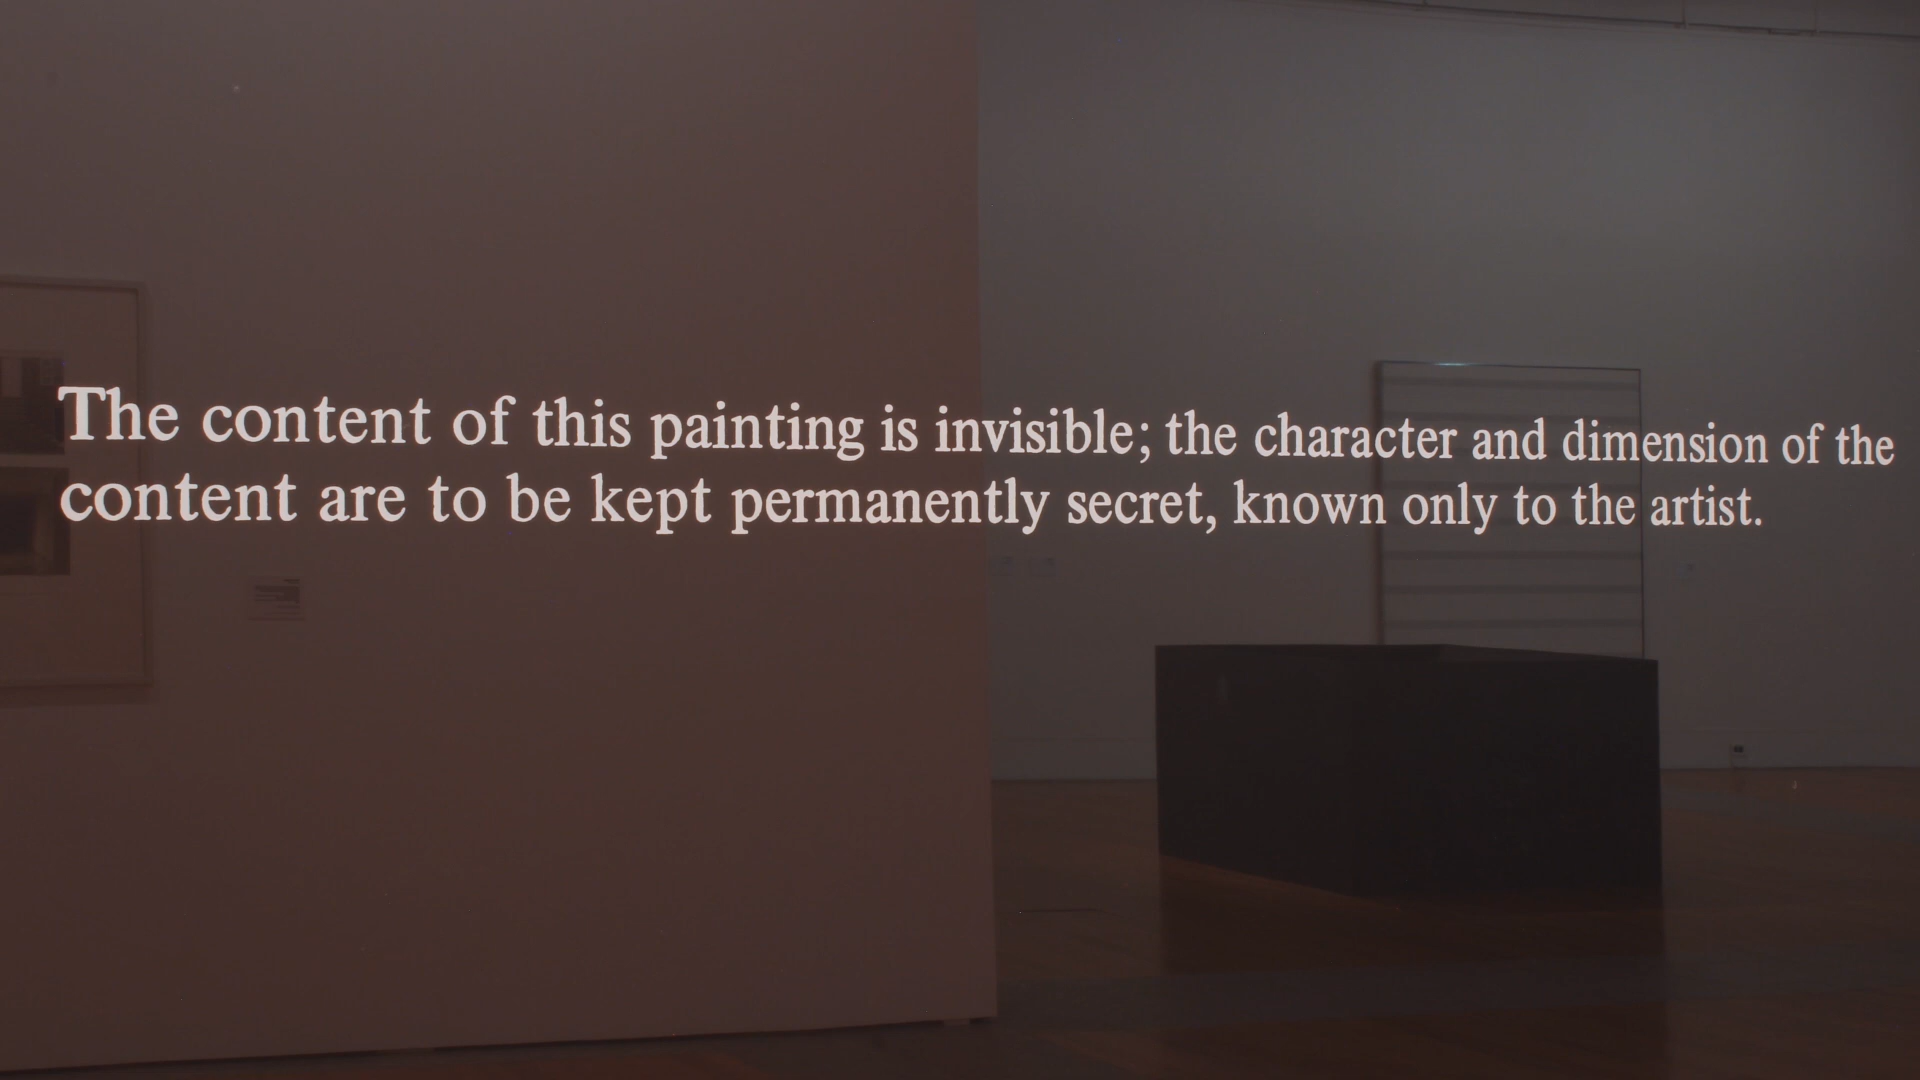 The content of this painting is invisible; the character and dimension of the
content are to be kept permanently secret, known only to the artist.